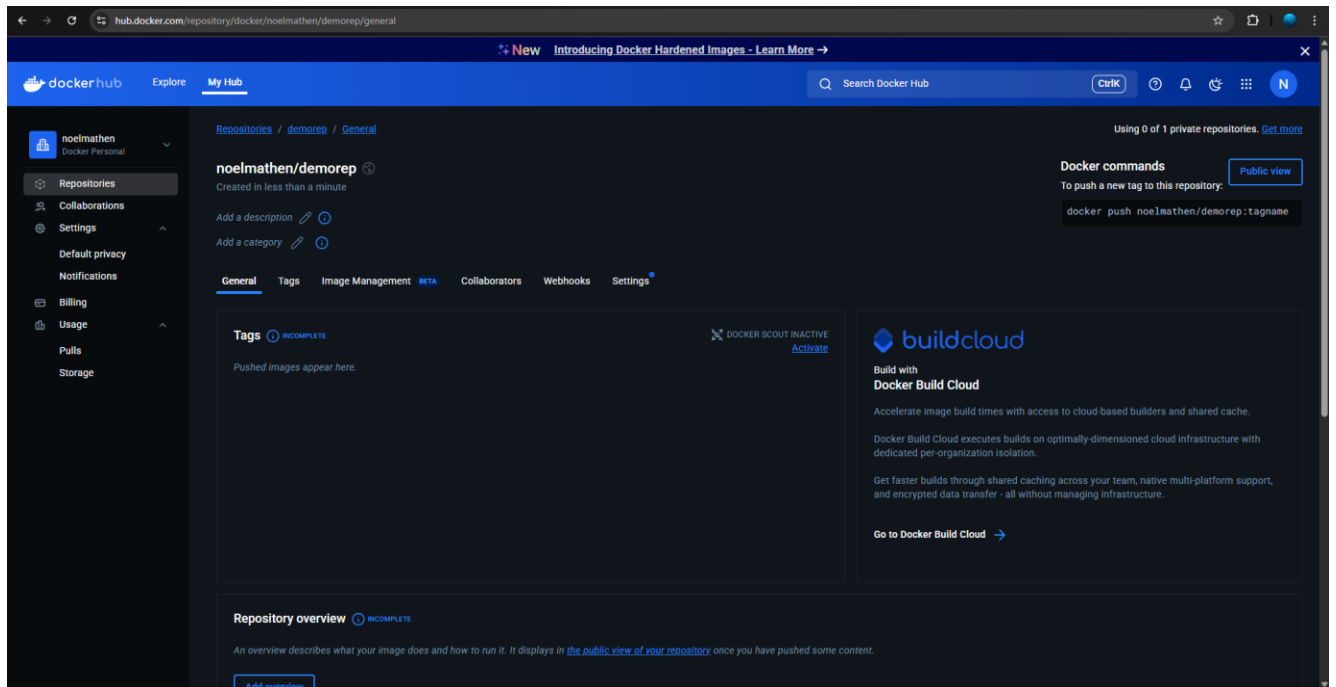 hub.docker.com/repository/docker/noelmathen/demorep/general
New Introducing Docker Hardened Images - Learn More →
dockerhub Explore My Hub Search Docker Hub CtrlK N
noelmathen
Docker Personal
Repositories
Collaborations
Settings
Default privacy
Notifications
Billing
Usage
Pulls
Storage
Repositories / demorep / General
Using 0 of 1 private repositories. Get more
noelmathen/demorep
Created in less than a minute
Add a description
Add a category
Docker commands
Public view
To push a new tag to this repository:
docker push noelmathen/demorep:tagname
General Tags Image Management BETA Collaborators Webhooks Settings
Tags INCOMPLETE
DOCKER SCOUT INACTIVE
Activate
Pushed images appear here.
buildcloud
Build with
Docker Build Cloud
Accelerate image build times with access to cloud-based builders and shared cache.
Docker Build Cloud executes builds on optimally-dimensioned cloud infrastructure with
dedicated per-organization isolation.
Get faster builds through shared caching across your team, native multi-platform support,
and encrypted data transfer - all without managing infrastructure.
Go to Docker Build Cloud →
Repository overview INCOMPLETE
An overview describes what your image does and how to run it. It displays in the public view of your repository once you have pushed some content.
Add overview